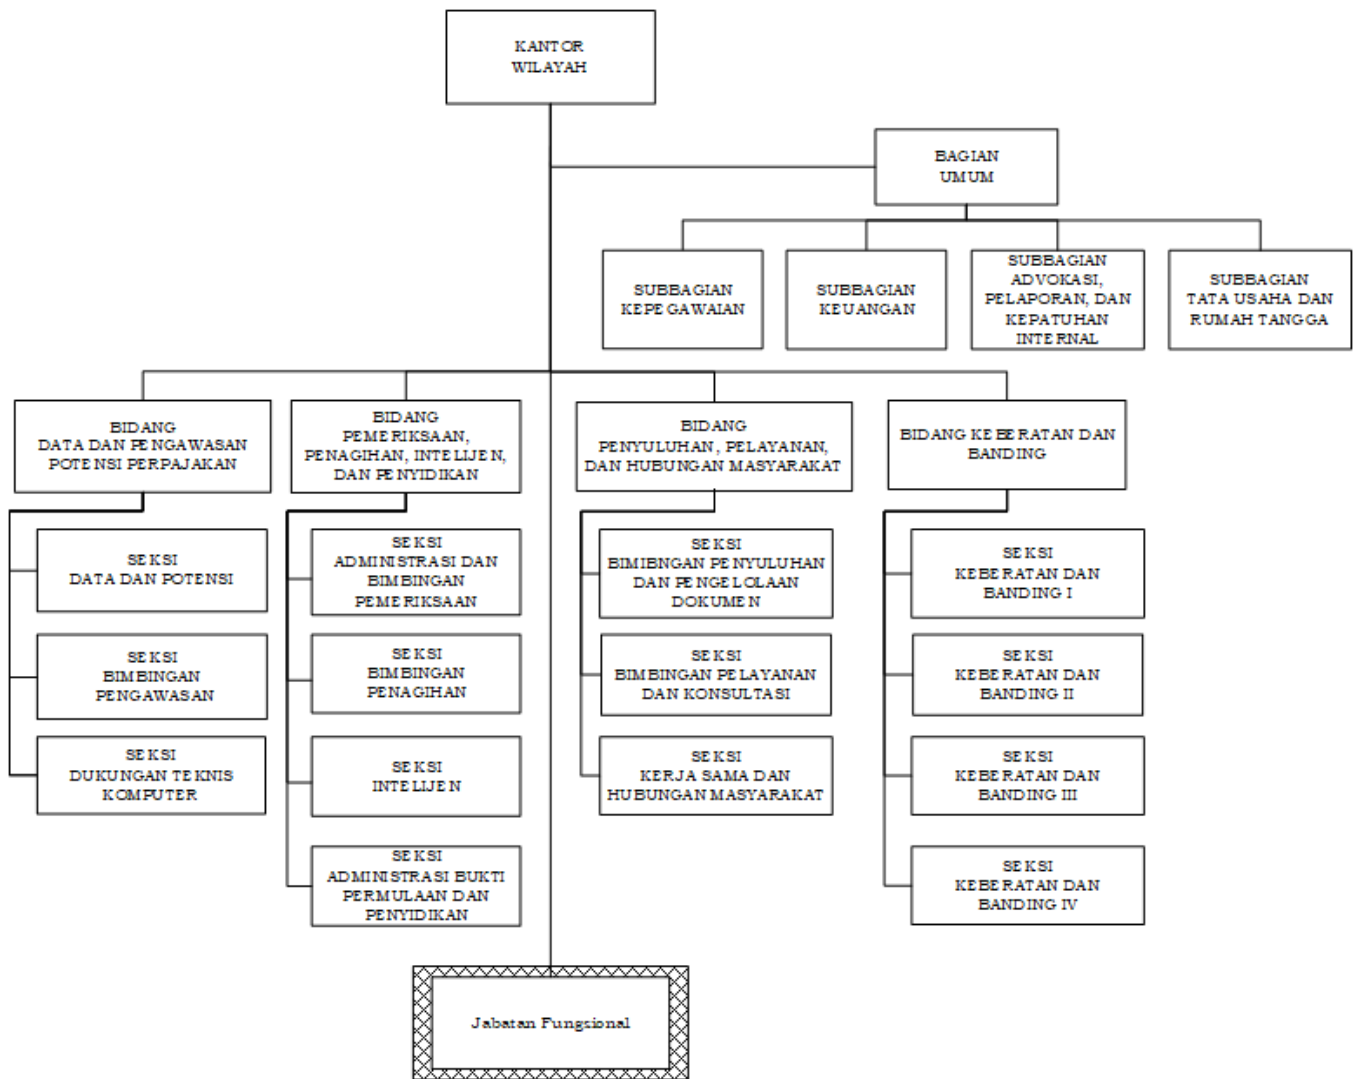 KANTOR
WILAYAH
BAGIAN
UMUM
SUBBAGIAN
KEPEGAWAIAN
SUBBAGIAN
KEUANGAN
SUBBAGIAN
ADVOKASI,
PELAPORAN, DAN
KEPATUHAN
INTERNAL
SUBBAGIAN
TATA USAHA DAN
RUMAH TANGGA
BIDANG
DATA DAN PENGAWASAN
POTENSI PERPAJAKAN
BIDANG
PEMERIKSAAN,
PENAGIHAN, INTELIJEN,
DAN PENYIDIKAN
BIDANG
PENYULUHAN, PELAYANAN,
DAN HUBUNGAN MASYARAKAT
BIDANG KEBERATAN DAN
BANDING
SEKSI
DATA DAN POTENSI
SEKSI
BIMBINGAN
PENGAWASAN
SEKSI
DUKUNGAN TEKNIS
KOMPUTER
SEKSI
ADMINISTRASI DAN
BIMBINGAN
PEMERIKSAAN
SEKSI
BIMBINGAN
PENAGIHAN
SEKSI
INTELIJEN
SEKSI
ADMINISTRASI BUKTI
PERMULAAN DAN
PENYIDIKAN
SEKSI
BIMIBNGAN PENYULUHAN
DAN PENGELOLAAN
DOKUMEN
SEKSI
BIMBINGAN PELAYANAN
DAN KONSULTASI
SEKSI
KERJA SAMA DAN
HUBUNGAN MASYARAKAT
SEKSI
KEBERATAN DAN
BANDING I
SEKSI
KEBERATAN DAN
BANDING II
SEKSI
KEBERATAN DAN
BANDING III
SEKSI
KEBERATAN DAN
BANDING IV
Jabatan Fungsional